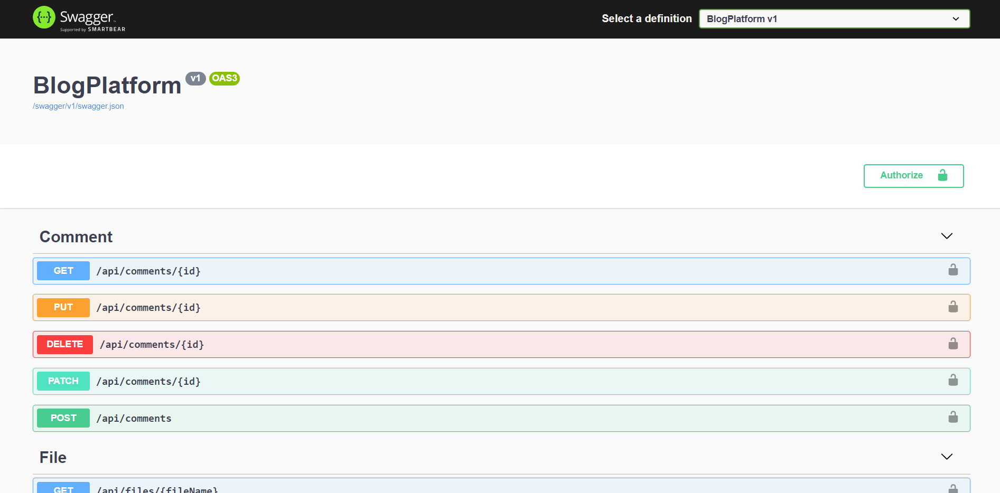 Swagger™
Supported by SMARTBEAR
Select a definition
BlogPlatform v1
BlogPlatform v1 OAS3
/swagger/v1/swagger.json
Authorize
Comment
GET /api/comments/{id}
PUT /api/comments/{id}
DELETE /api/comments/{id}
PATCH /api/comments/{id}
POST /api/comments
File
GET /api/files/{fileName}